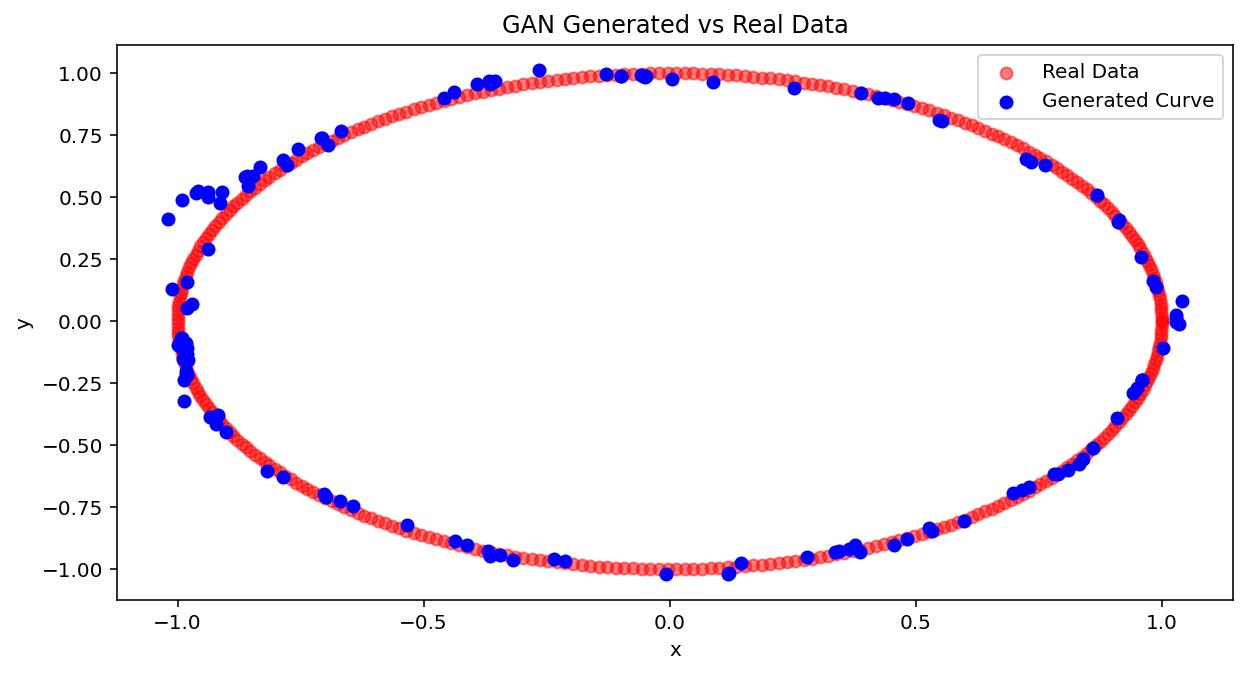 GAN Generated vs Real Data
Real Data
Generated Curve
1.00
0.75
0.50
0.25
0.00
−0.25
−0.50
−0.75
−1.00
y
−1.0 −0.5 0.0 0.5 1.0
x